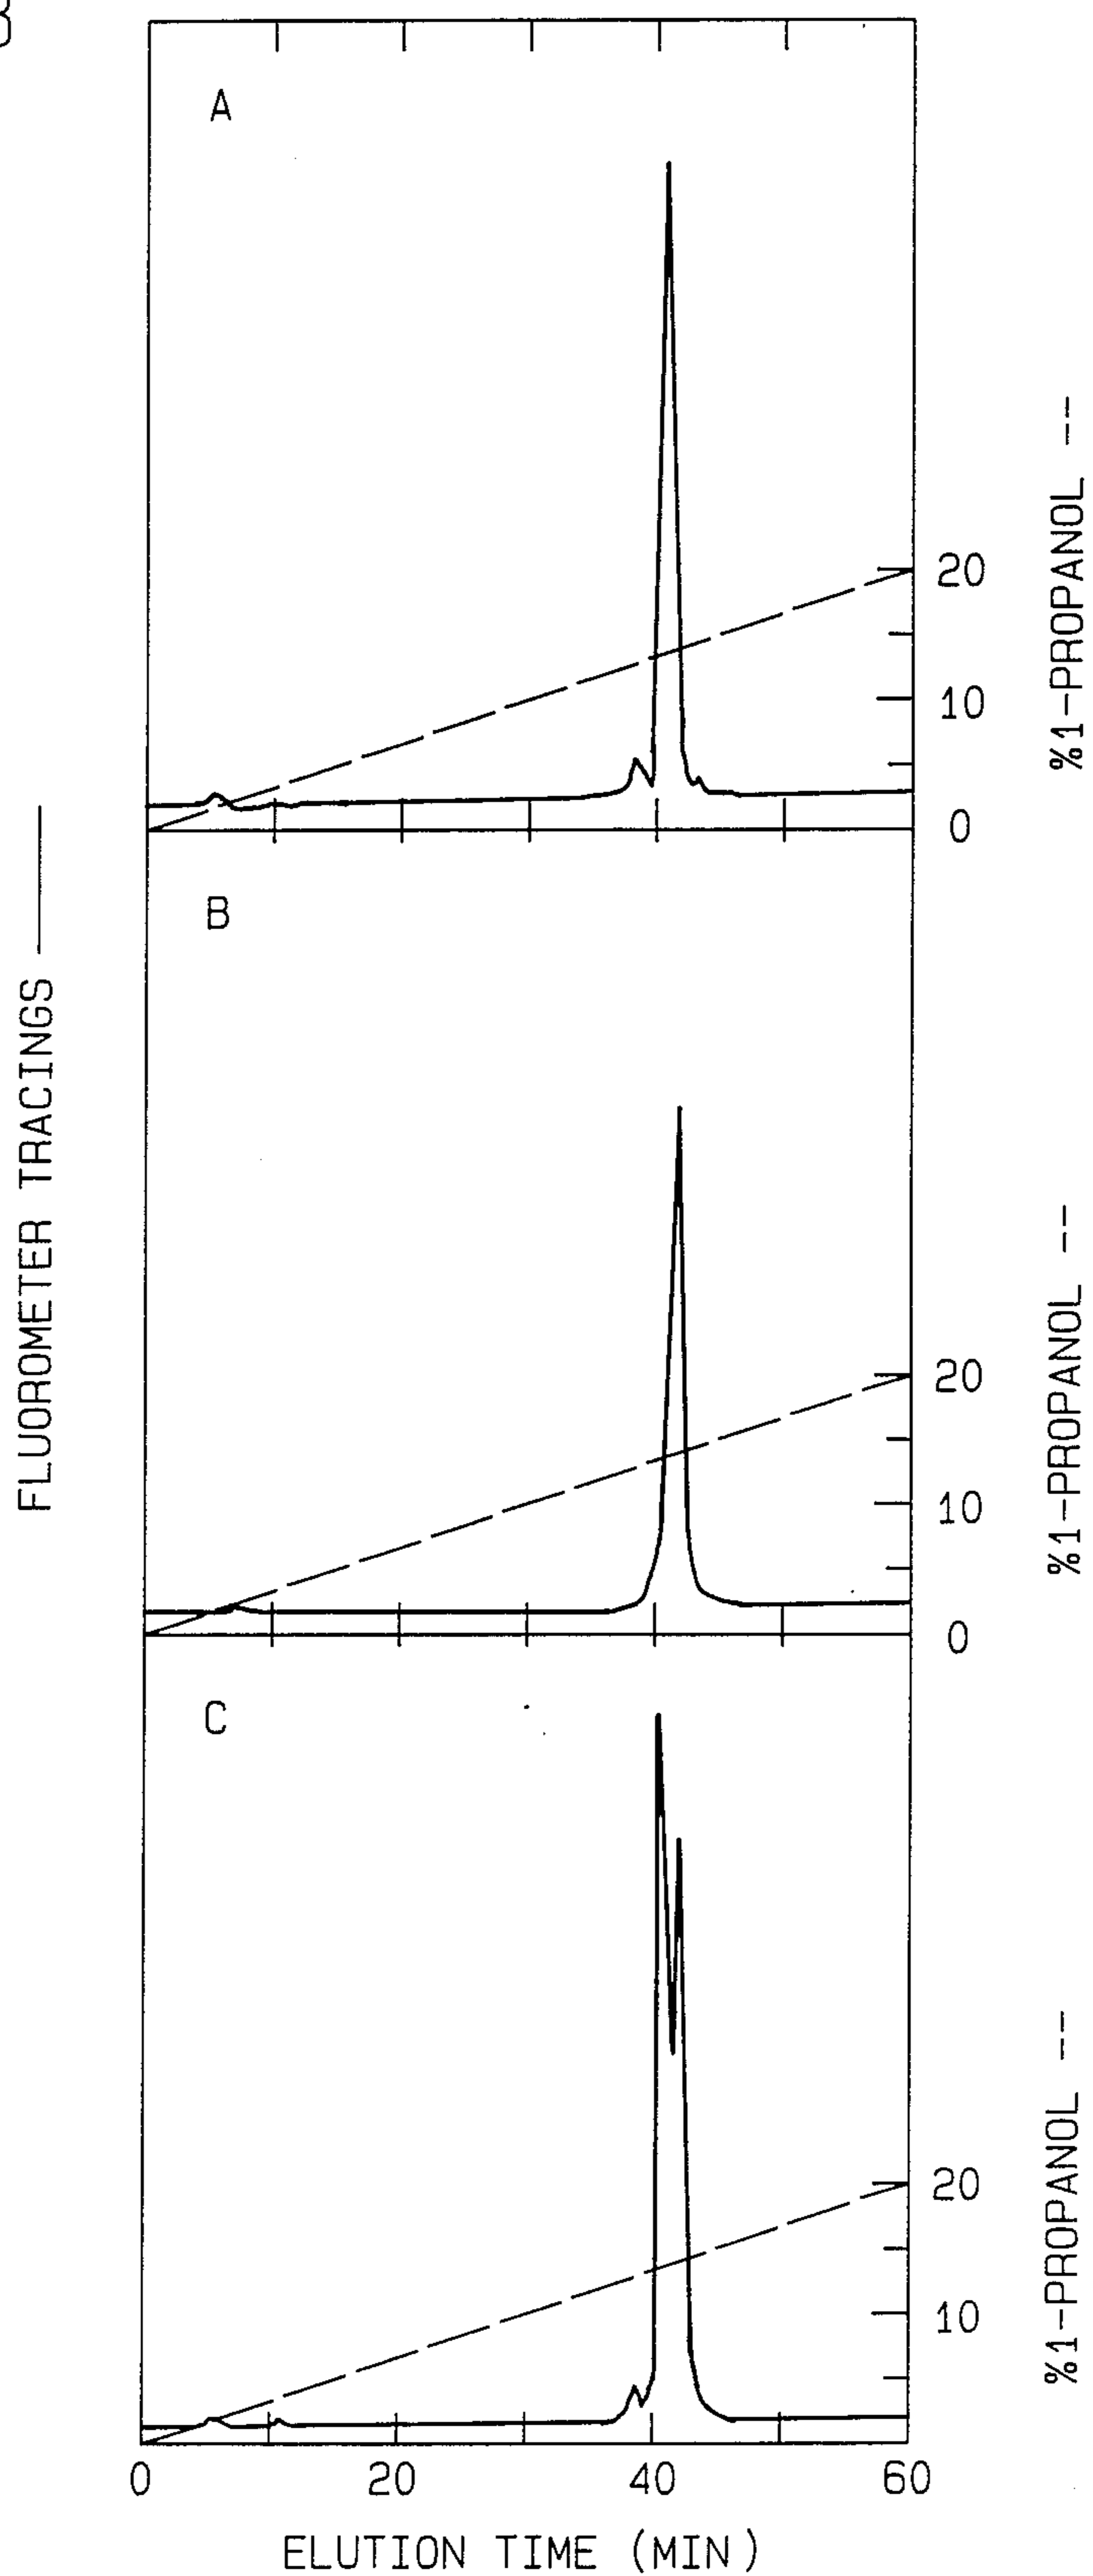 A
20
10
0
%1-PROPANOL --
B
FLUOROMETER TRACINGS ——
20
10
0
%1-PROPANOL --
C
20
10
%1-PROPANOL --
0 20 40 60
ELUTION TIME (MIN)